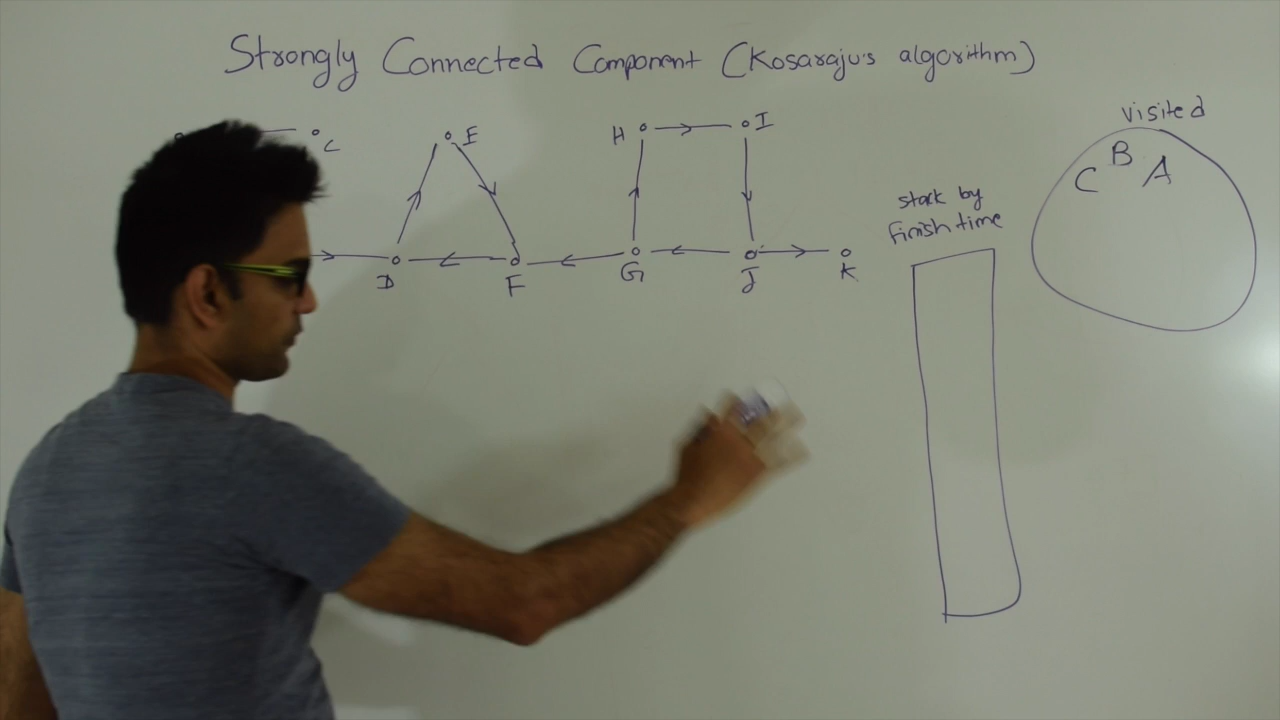 Strongly Connected Component (Kosaraju's algorithm)
visited
C B A
stack by
finish time
C
E
H
I
D
F
G
J
K